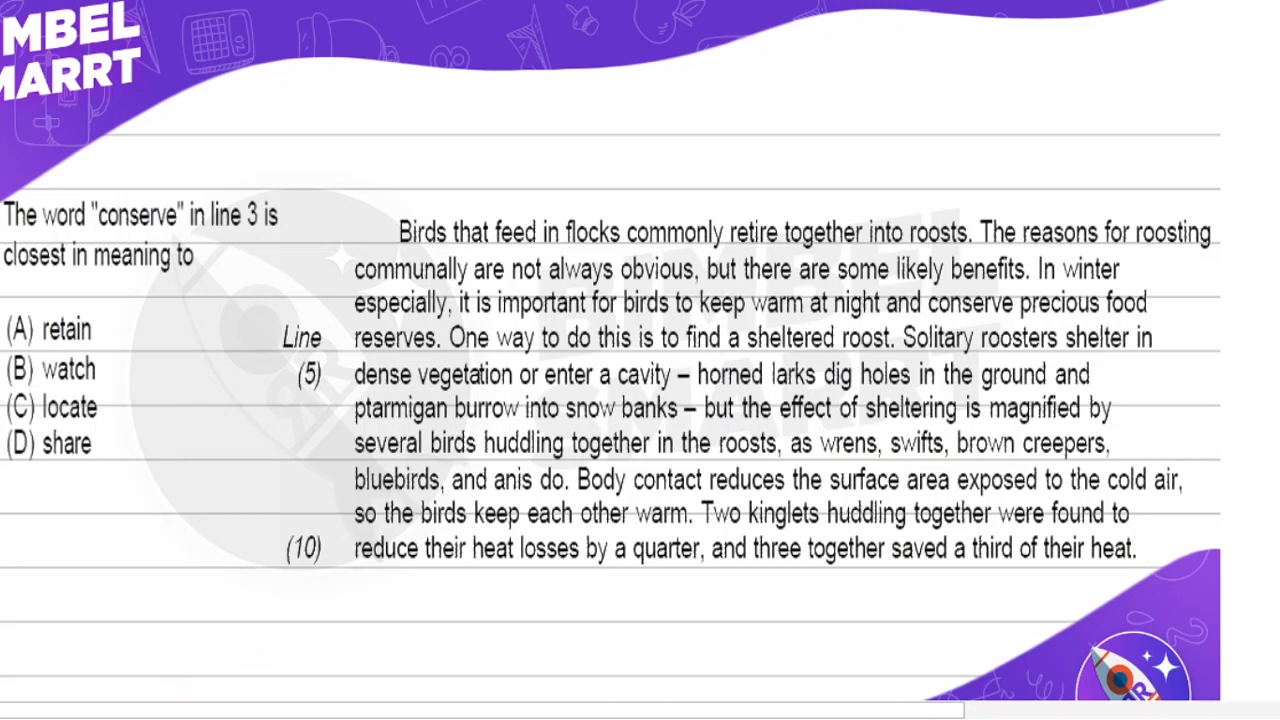 MBEL
MARRT
The word "conserve" in line 3 is
closest in meaning to
(A) retain
(B) watch
(C) locate
(D) share
Birds that feed in flocks commonly retire together into roosts. The reasons for roosting
communally are not always obvious, but there are some likely benefits. In winter
especially, it is important for birds to keep warm at night and conserve precious food
Line reserves. One way to do this is to find a sheltered roost. Solitary roosters shelter in
(5) dense vegetation or enter a cavity – horned larks dig holes in the ground and
ptarmigan burrow into snow banks – but the effect of sheltering is magnified by
several birds huddling together in the roosts, as wrens, swifts, brown creepers,
bluebirds, and anis do. Body contact reduces the surface area exposed to the cold air,
so the birds keep each other warm. Two kinglets huddling together were found to
(10) reduce their heat losses by a quarter, and three together saved a third of their heat.